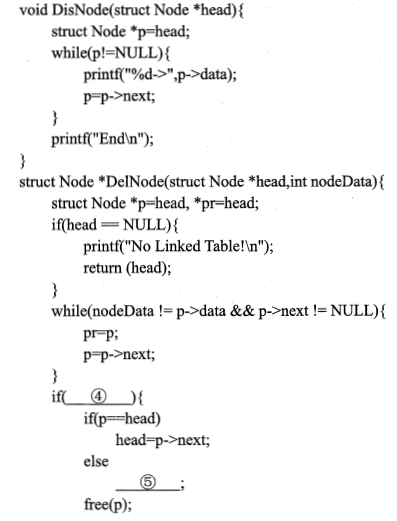 void DisNode(struct Node *head){
struct Node *p=head;
while(p!=NULL){
printf("%d->",p->data);
p=p->next;
}
printf("End\n");
}
struct Node *DelNode(struct Node *head,int nodeData){
struct Node *p=head, *pr=head;
if(head == NULL){
printf("No Linked Table!\n");
return (head);
}
while(nodeData != p->data && p->next != NULL){
pr=p;
p=p->next;
}
if(___④___){
if(p==head)
head=p->next;
else
___⑤___;
free(p);